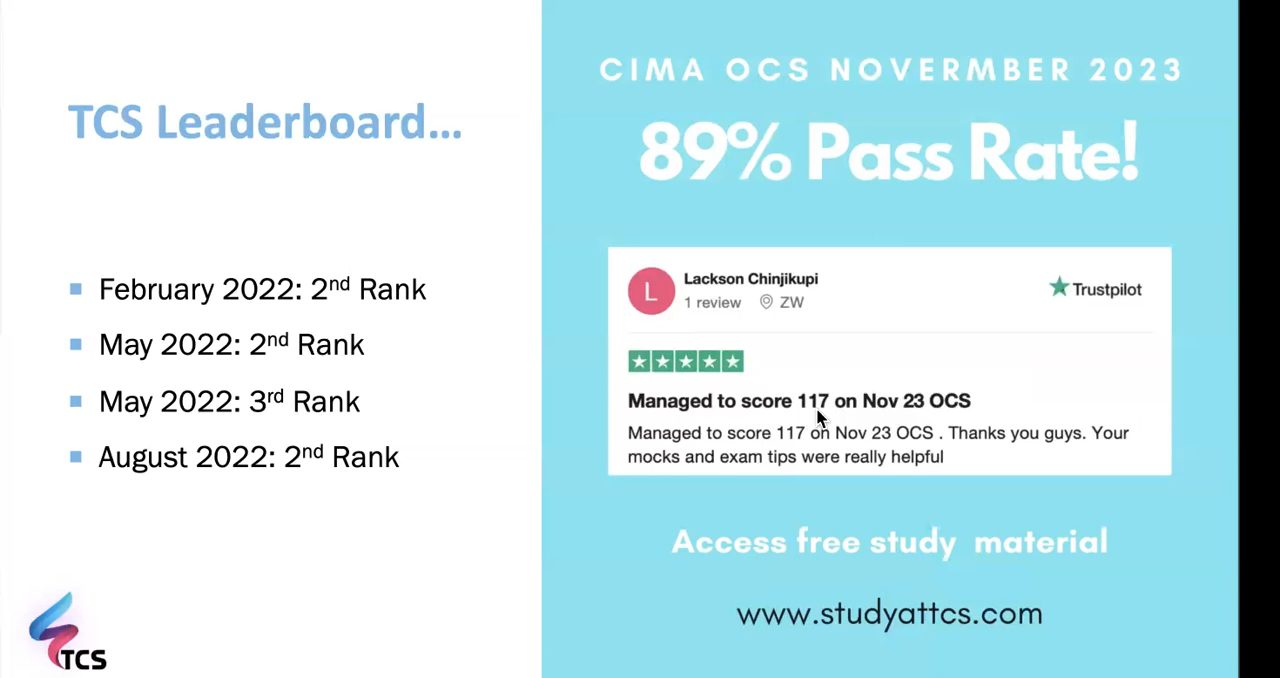 TCS Leaderboard...
February 2022: 2nd Rank
May 2022: 2nd Rank
May 2022: 3rd Rank
August 2022: 2nd Rank
TCS
CIMA OCS NOVERMBER 2023
89% Pass Rate!
L
Lackson Chinjikupi
1 review ZW
Trustpilot
Managed to score 117 on Nov 23 OCS
Managed to score 117 on Nov 23 OCS . Thanks you guys. Your
mocks and exam tips were really helpful
Access free study material
www.studyattcs.com